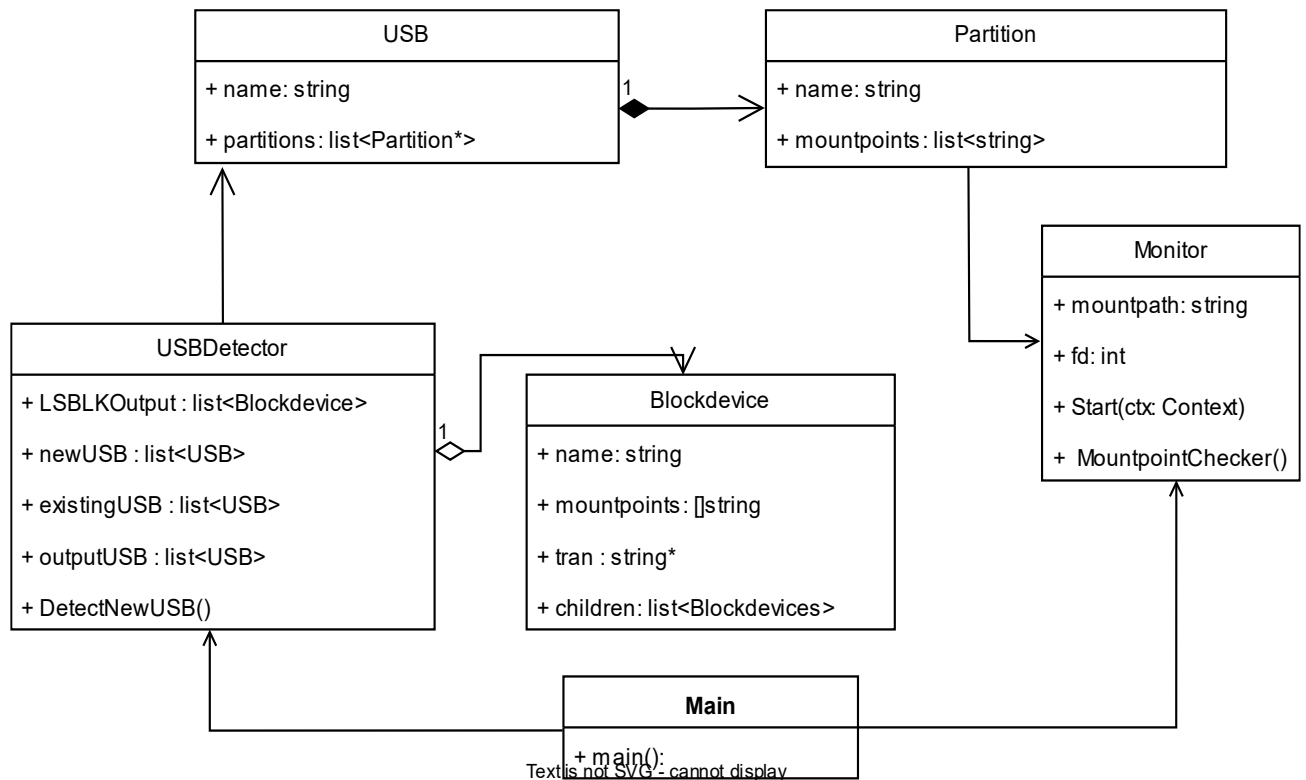 USB
+ name: string
+ partitions: list<Partition*>
1
Partition
+ name: string
+ mountpoints: list<string>
Monitor
+ mountpath: string
+ fd: int
+ Start(ctx: Context)
+ MountpointChecker()
USBDetector
+ LSBLKOutput : list<Blockdevice>
+ newUSB : list<USB>
+ existingUSB : list<USB>
+ outputUSB : list<USB>
+ DetectNewUSB()
1
Blockdevice
+ name: string
+ mountpoints: []string
+ tran : string*
+ children: list<Blockdevices>
Main
+ main():
Text is not SVG - cannot display